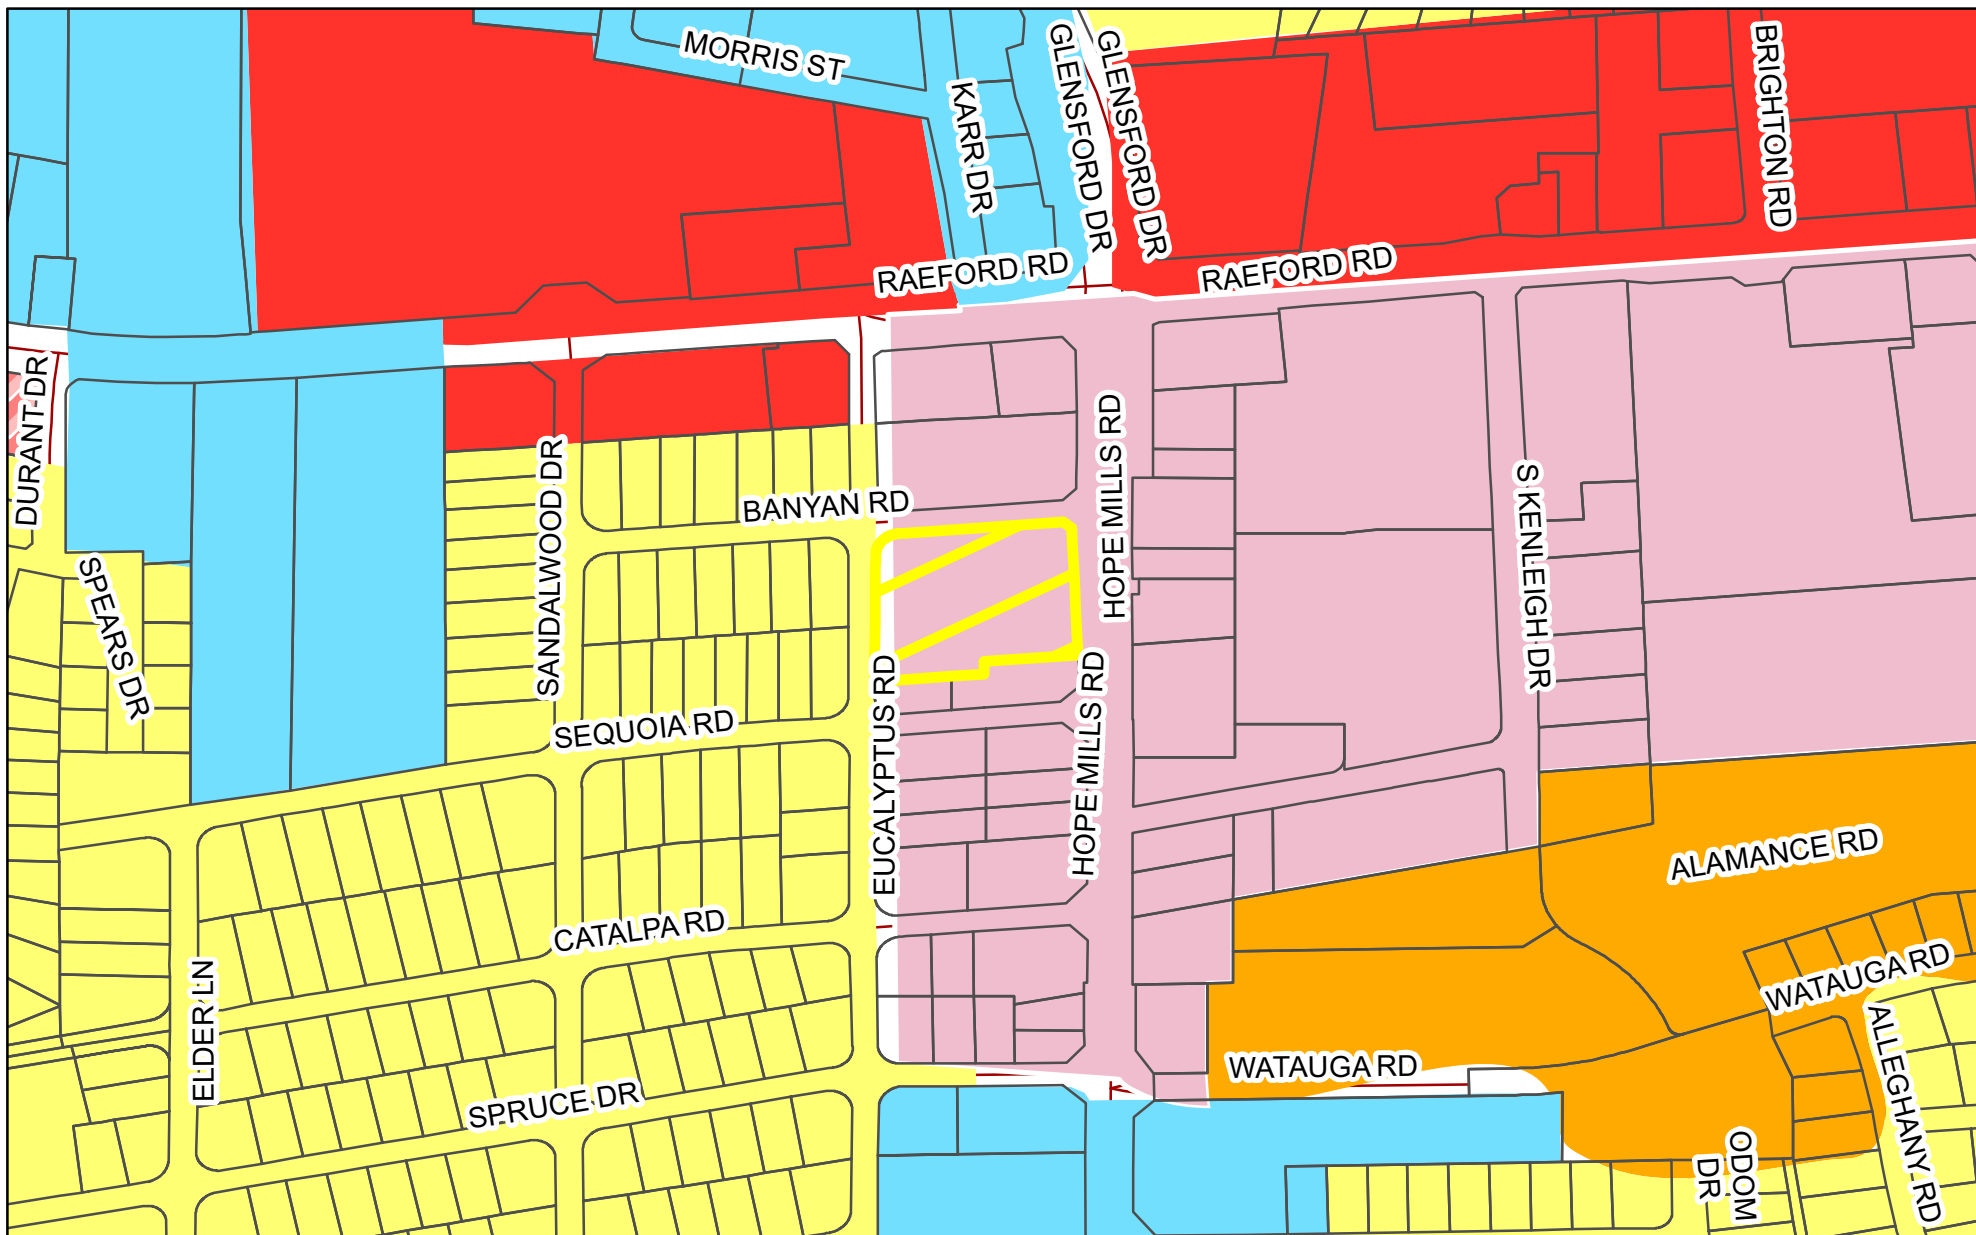 MORRIS ST
KARR DR
GLENSFORD DR
GLENSFORD DR
BRIGHTON RD
RAEFORD RD
RAEFORD RD
DURANT DR
SANDALWOOD DR
BANYAN RD
HOPE MILLS RD
S KENLEIGH DR
SPEARS DR
SEQUOIA RD
EUCALYPTUS RD
HOPE MILLS RD
ALAMANCE RD
CATALPA RD
ELDER LN
WATAUGA RD
WATAUGA RD
ALLEGHANY RD
SPRUCE DR
ODOM
DR